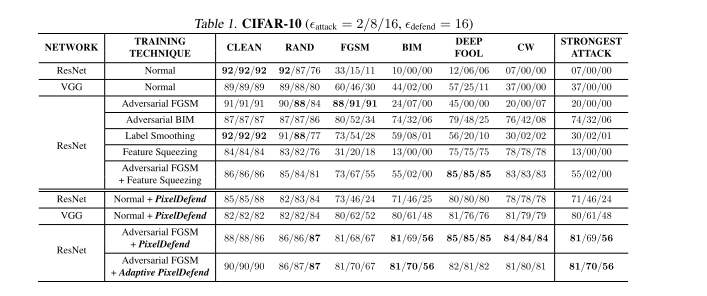 Table 1. CIFAR-10 (ϵattack = 2/8/16, ϵdefend = 16)
NETWORK TRAINING TECHNIQUE CLEAN RAND FGSM BIM DEEP FOOL CW STRONGEST ATTACK
ResNet Normal 92/92/92 92/87/76 33/15/11 10/00/00 12/06/06 07/00/00 07/00/00
VGG Normal 89/89/89 89/88/80 60/46/30 44/02/00 57/25/11 37/00/00 37/00/00
ResNet
Adversarial FGSM 91/91/91 90/88/84 88/91/91 24/07/00 45/00/00 20/00/07 20/00/00
Adversarial BIM 87/87/87 87/87/86 80/52/34 74/32/06 79/48/25 76/42/08 74/32/06
Label Smoothing 92/92/92 91/88/77 73/54/28 59/08/01 56/20/10 30/02/02 30/02/01
Feature Squeezing 84/84/84 83/82/76 31/20/18 13/00/00 75/75/75 78/78/78 13/00/00
Adversarial FGSM + Feature Squeezing 86/86/86 85/84/81 73/67/55 55/02/00 85/85/85 83/83/83 55/02/00
ResNet Normal + PixelDefend 85/85/88 82/83/84 73/46/24 71/46/25 80/80/80 78/78/78 71/46/24
VGG Normal + PixelDefend 82/82/82 82/82/84 80/62/52 80/61/48 81/76/76 81/79/79 80/61/48
ResNet
Adversarial FGSM + PixelDefend 88/88/86 86/86/87 81/68/67 81/69/56 85/85/85 84/84/84 81/69/56
Adversarial FGSM + Adaptive PixelDefend 90/90/90 86/87/87 81/70/67 81/70/56 82/81/82 81/80/81 81/70/56